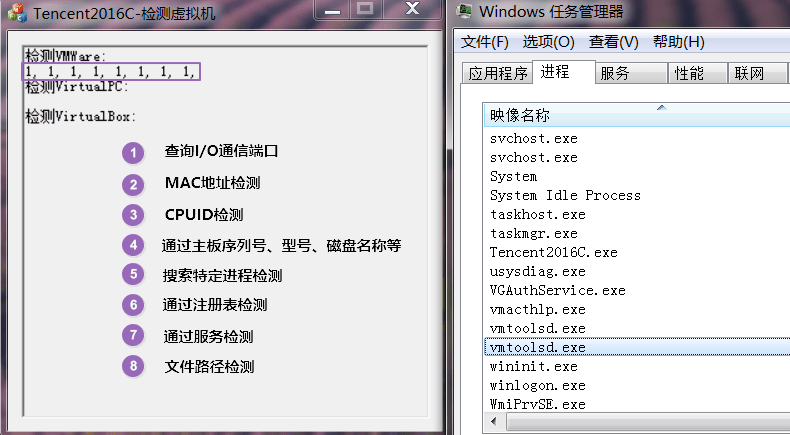 Tencent2016C-检测虚拟机
检测VMWare:
1, 1, 1, 1, 1, 1, 1, 1,
检测VirtualPC:
检测VirtualBox:
1 查询I/O通信端口
2 MAC地址检测
3 CPUID检测
4 通过主板序列号、型号、磁盘名称等
5 搜索特定进程检测
6 通过注册表检测
7 通过服务检测
8 文件路径检测
Windows 任务管理器
文件(F) 选项(O) 查看(V) 帮助(H)
应用程序 进程 服务 性能 联网
映像名称
svchost.exe
svchost.exe
System
System Idle Process
taskhost.exe
taskmgr.exe
Tencent2016C.exe
usysdiag.exe
VGAuthService.exe
vmacthlp.exe
vmtoolsd.exe
vmtoolsd.exe
wininit.exe
winlogon.exe
WmiPrvSE.exe